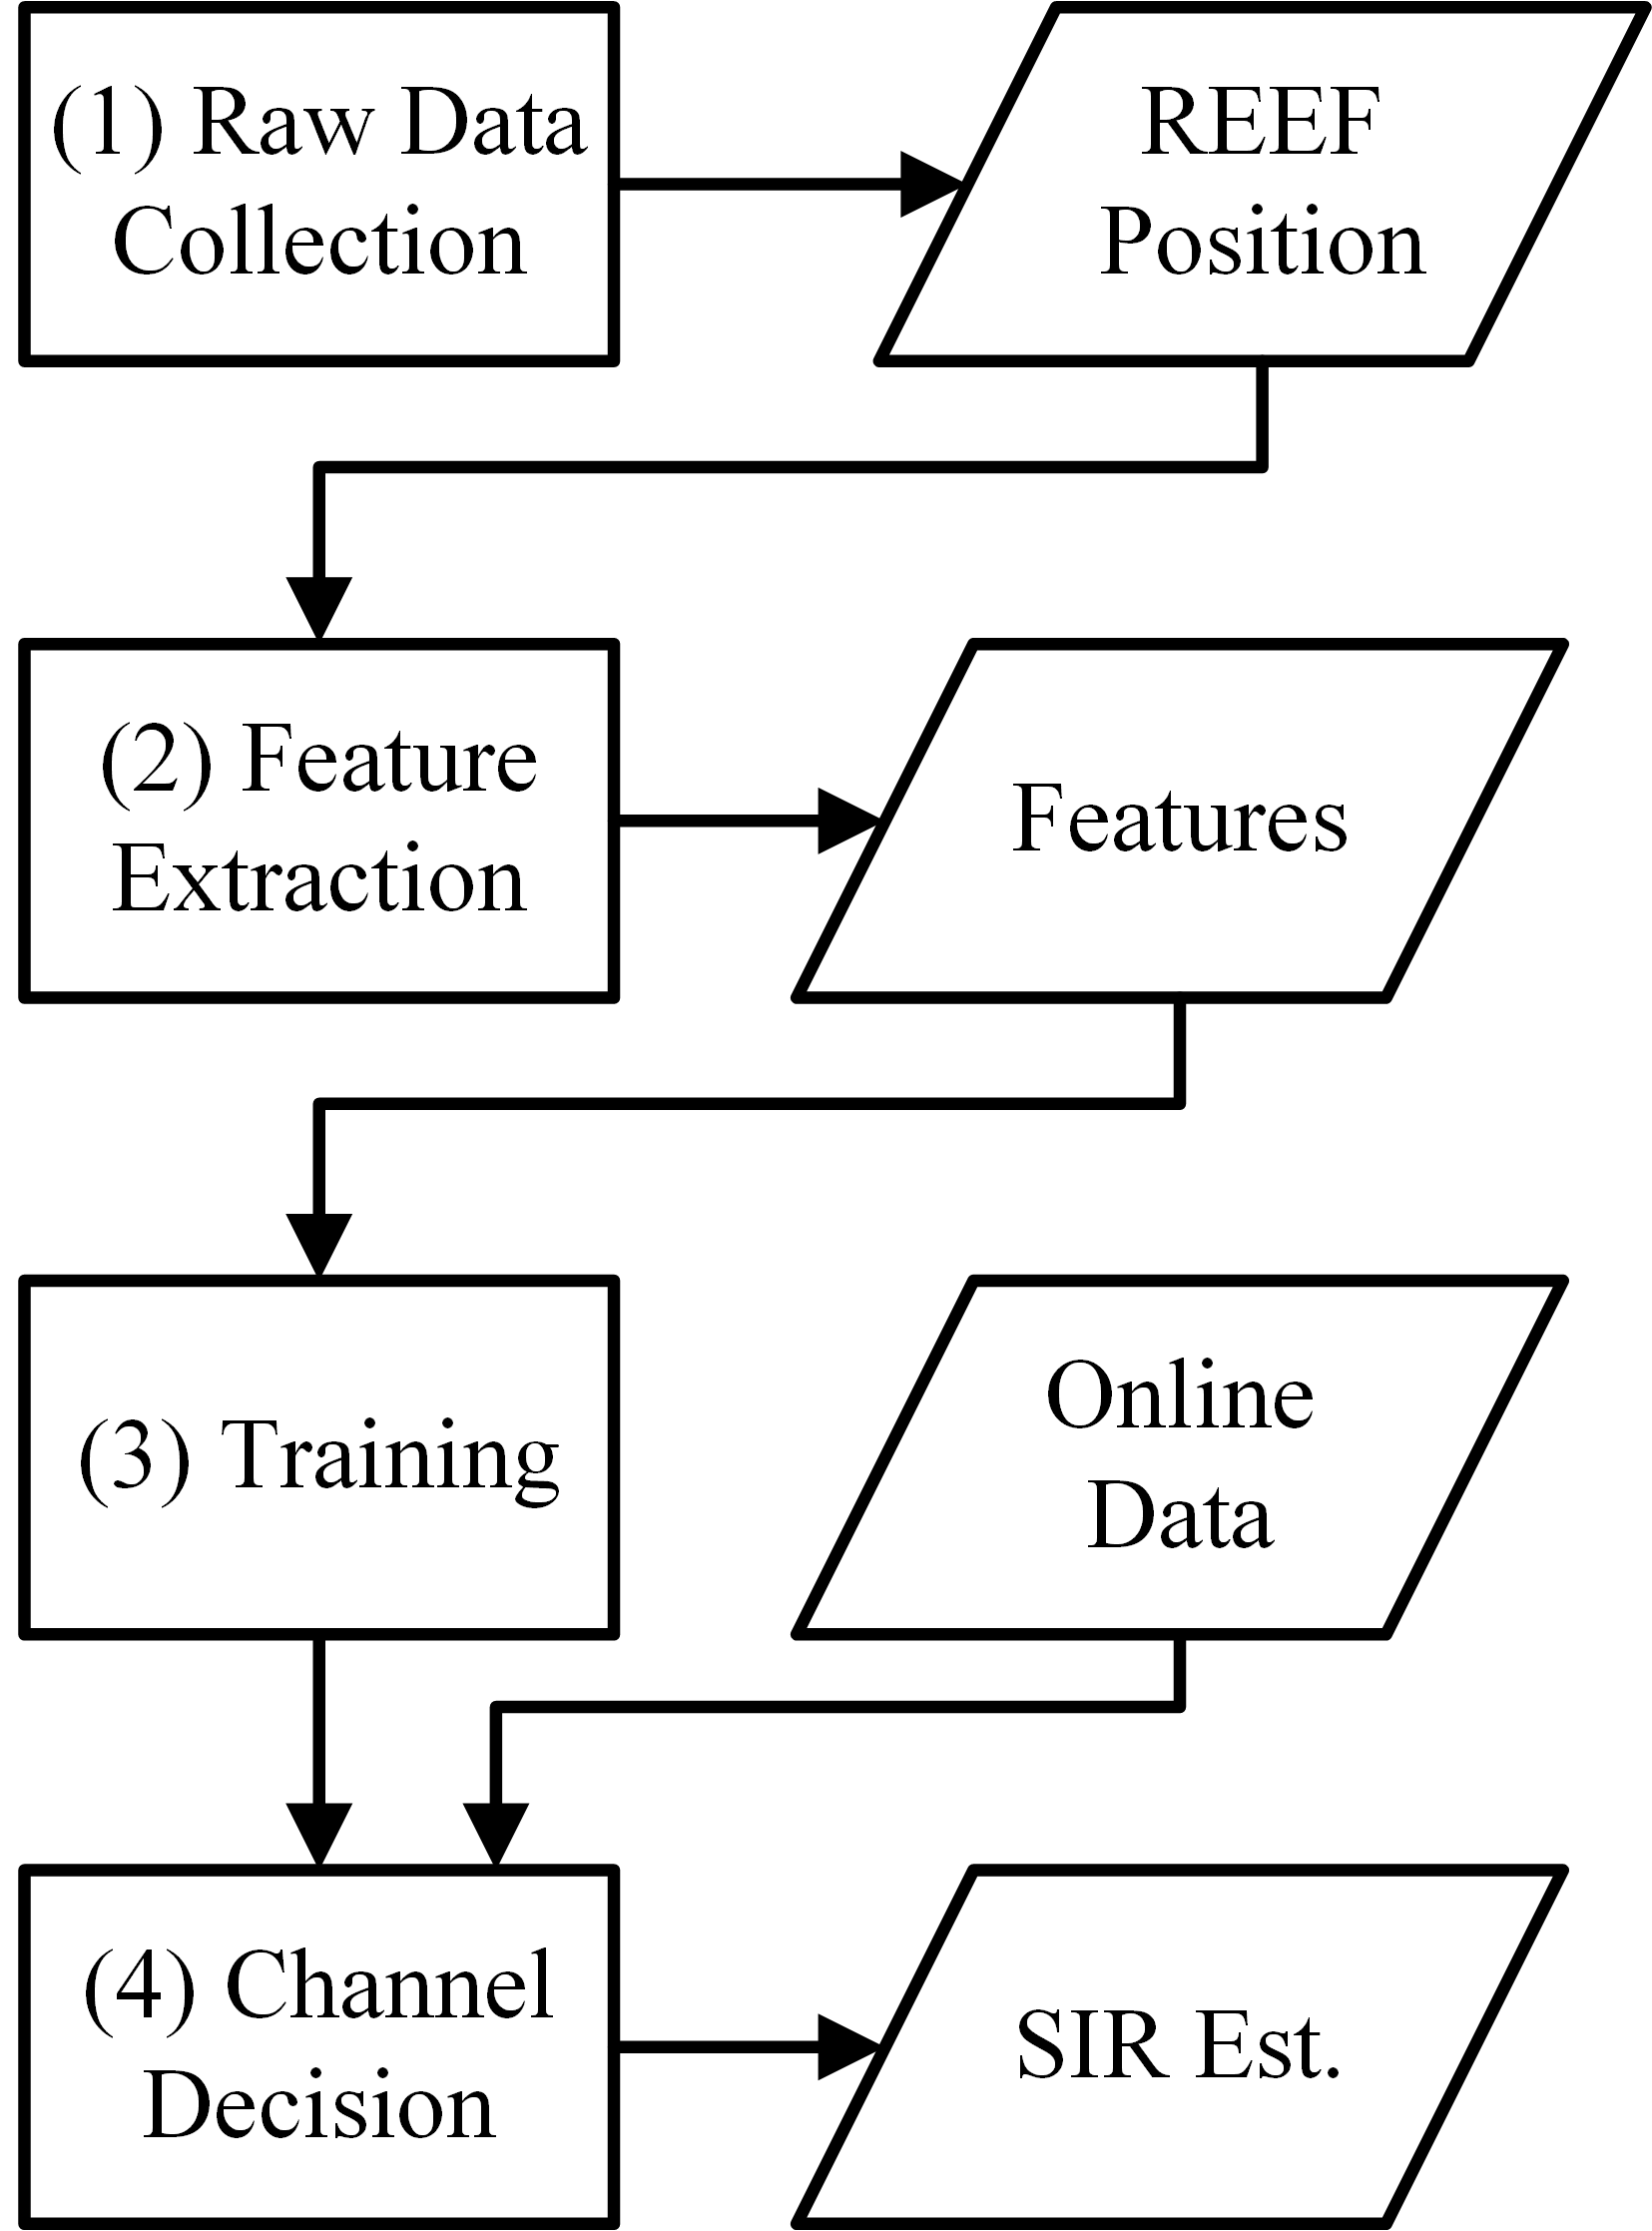 (1) Raw Data
Collection
REEF
Position
(2) Feature
Extraction
Features
(3) Training
Online
Data
(4) Channel
Decision
SIR Est.